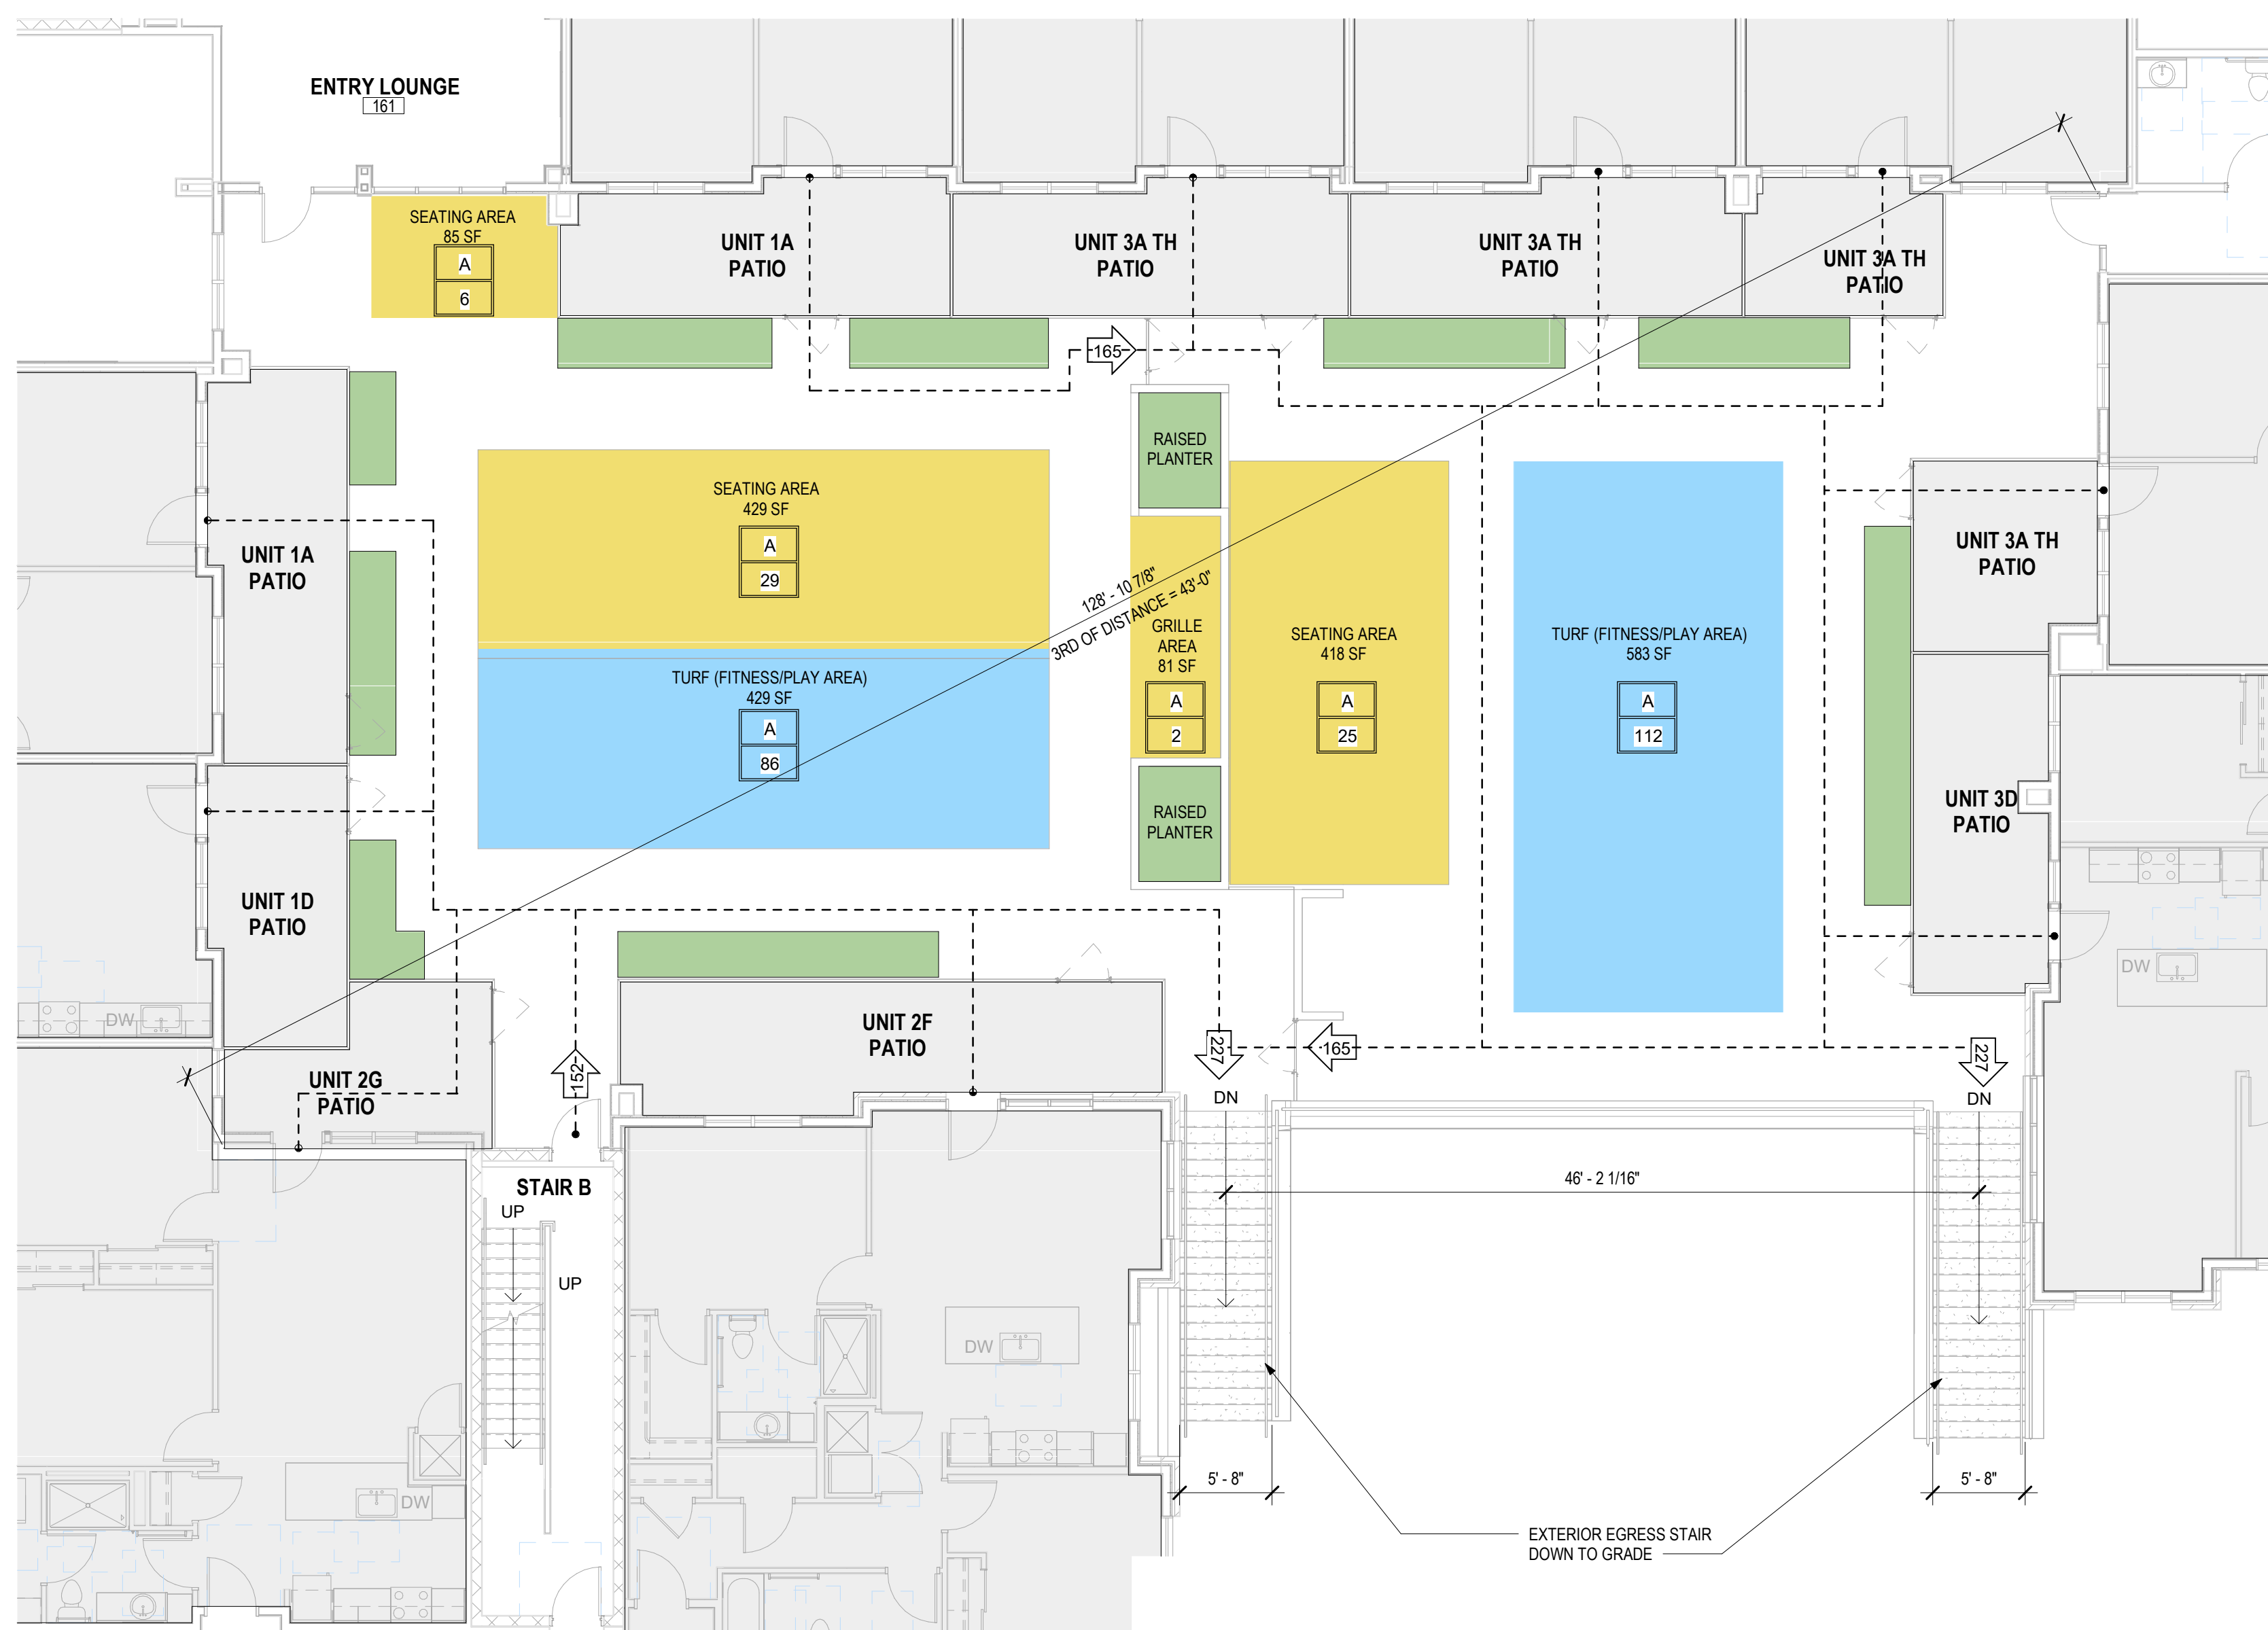 ENTRY LOUNGE
161
SEATING AREA
85 SF
A
6
UNIT 1A
PATIO
UNIT 3A TH
PATIO
UNIT 3A TH
PATIO
UNIT 3A TH
PATIO
165
RAISED
PLANTER
SEATING AREA
429 SF
A
29
UNIT 1A
PATIO
UNIT 3A TH
PATIO
128' - 10 7/8"
3RD OF DISTANCE = 43'-0"
GRILLE
AREA
81 SF
A
2
SEATING AREA
418 SF
A
25
TURF (FITNESS/PLAY AREA)
583 SF
A
112
TURF (FITNESS/PLAY AREA)
429 SF
A
86
RAISED
PLANTER
UNIT 3D
PATIO
UNIT 1D
PATIO
DW
DW
UNIT 2F
PATIO
227
165
227
152
UNIT 2G
PATIO
DN
DN
STAIR B
UP
UP
46' - 2 1/16"
DW
DW
5' - 8"
5' - 8"
EXTERIOR EGRESS STAIR
DOWN TO GRADE